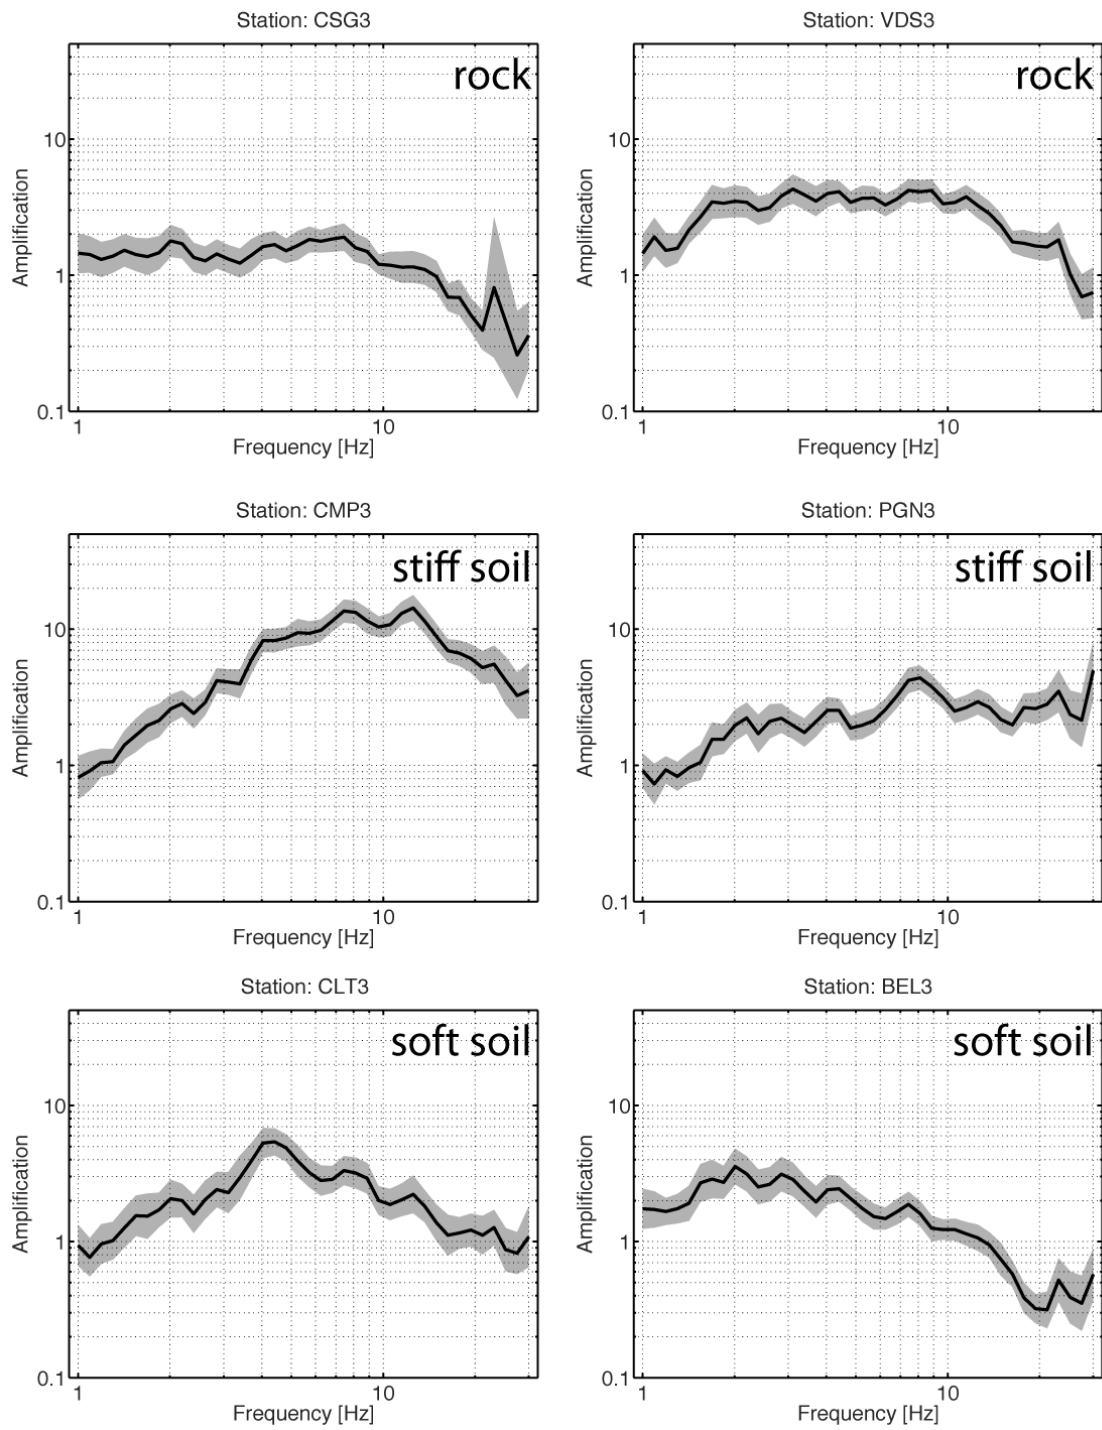 Station: CSG3
rock
10
1
0.1
Amplification
1
10
Frequency [Hz]
Station: VDS3
rock
10
1
0.1
Amplification
1
10
Frequency [Hz]
Station: CMP3
stiff soil
10
1
0.1
Amplification
1
10
Frequency [Hz]
Station: PGN3
stiff soil
10
1
0.1
Amplification
1
10
Frequency [Hz]
Station: CLT3
soft soil
10
1
0.1
Amplification
1
10
Frequency [Hz]
Station: BEL3
soft soil
10
1
0.1
Amplification
1
10
Frequency [Hz]